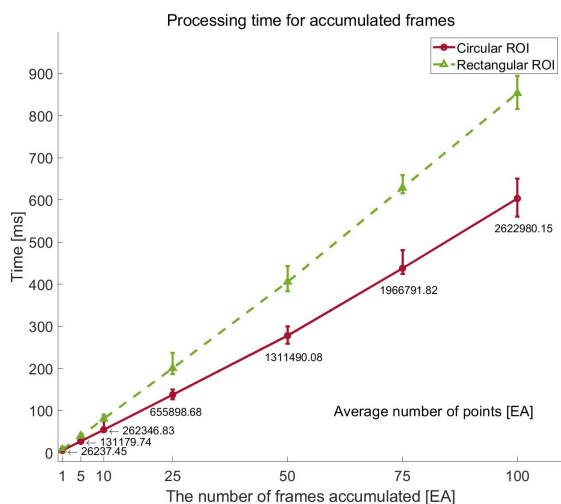 Processing time for accumulated frames
Circular ROI
Rectangular ROI
900
800
700
600
500
400
300
200
100
0
Time [ms]
2622980.15
1966791.82
1311490.08
655898.68
← 262346.83
← 131179.74
← 26237.45
Average number of points [EA]
1 5 10 25 50 75 100
The number of frames accumulated [EA]